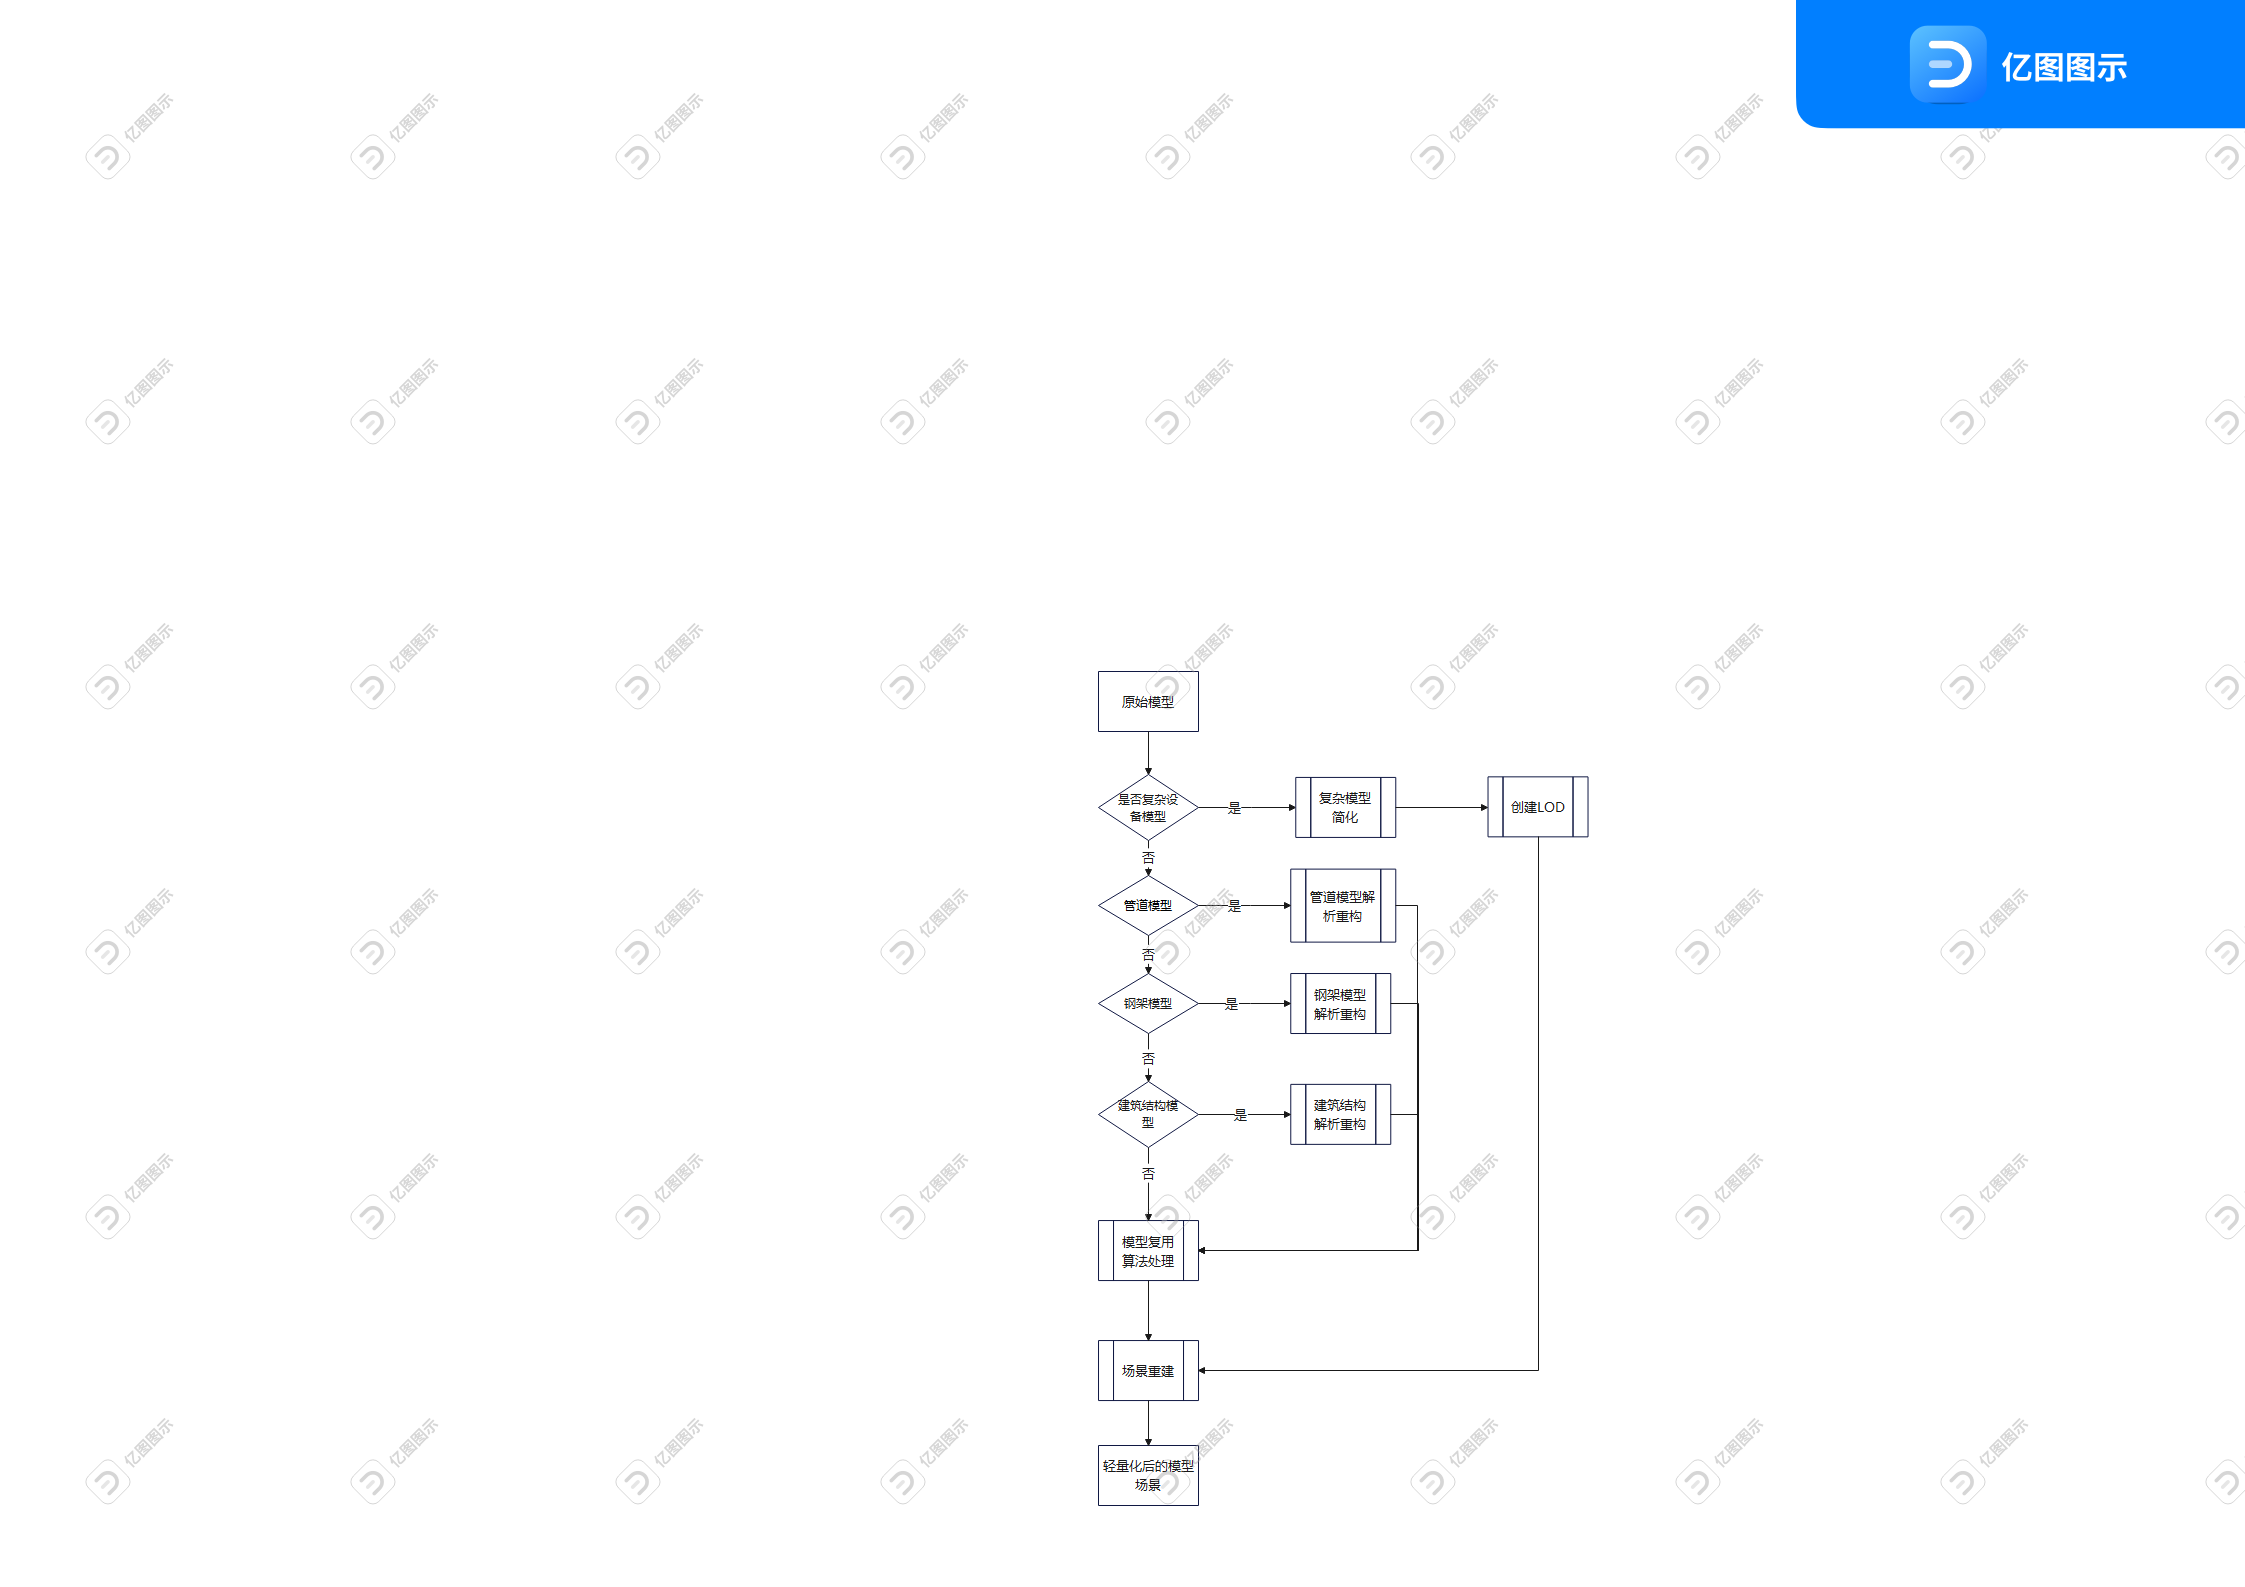 亿图图示
原始模型
是否复杂设
备模型
是
复杂模型
简化
创建LOD
否
管道模型
是
管道模型解
析重构
否
钢架模型
是
钢架模型
解析重构
否
建筑结构模
型
是
建筑结构
解析重构
否
模型复用
算法处理
场景重建
轻量化后的模型
场景